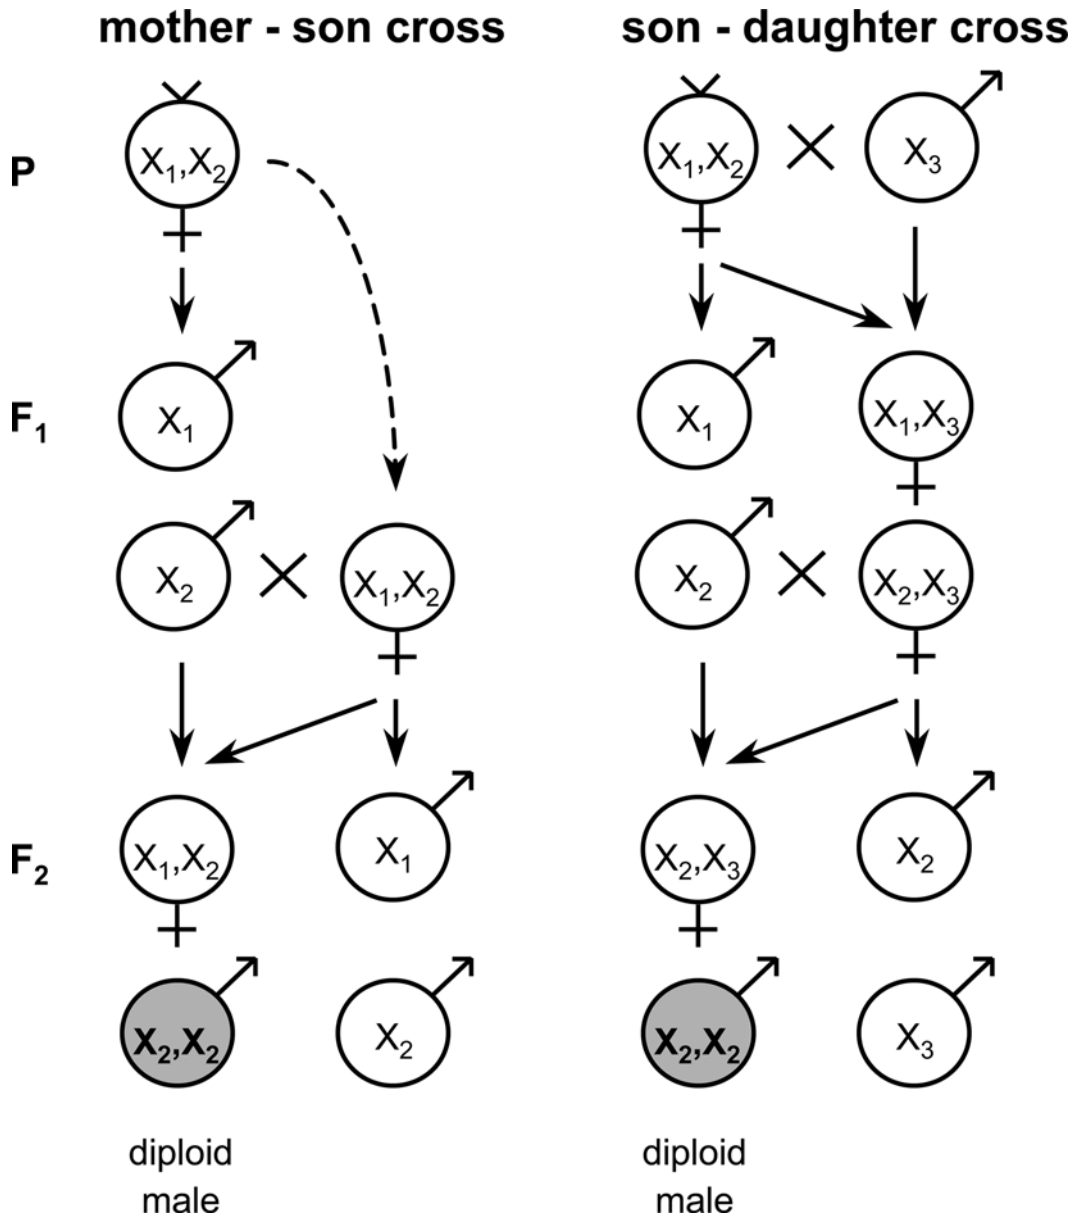 mother - son cross son - daughter cross
P X₁,X₂ X₁,X₂ X₃
F₁ X₁ X₁ X₁,X₃
X₂ X₁,X₂ X₂ X₂,X₃
F₂ X₁,X₂ X₁ X₂,X₃ X₂
X₂,X₂ X₂ X₂,X₂ X₃
diploid diploid
male male